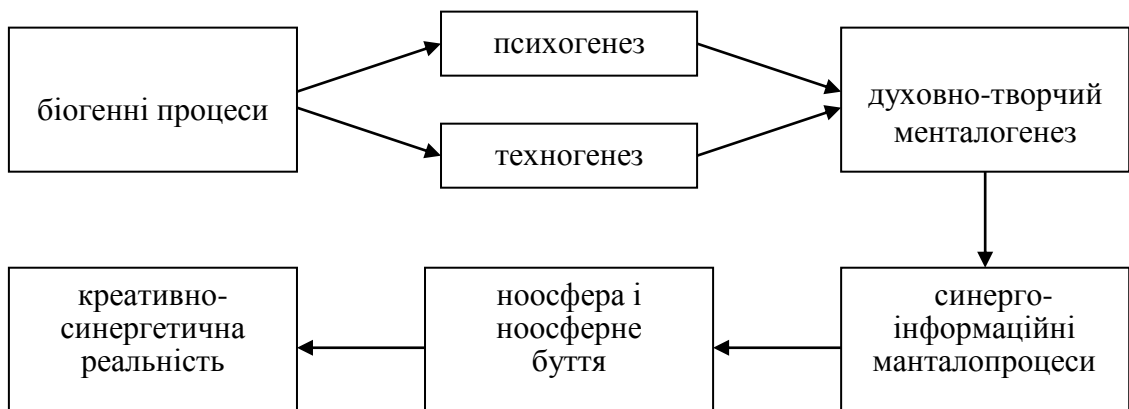 біогенні процеси
психогенез
техногенез
духовно-творчий
менталогенез
синерго-
інформаційні
манталопроцеси
ноосфера і
ноосферне
буття
креативно-
синергетична
реальність